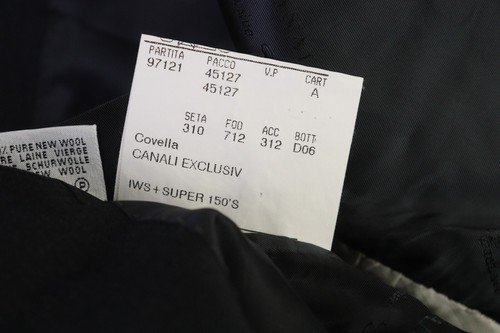 PARTITA PACCO V.P CART
97121 45127 A
45127
SETA FOD ACC BOTT
310 712 312 D06
Covella
CANALI EXCLUSIV
IWS + SUPER 150'S
% PURE NEW WOOL
RE LAINE VIERGE
SCHURWOLLE
NEW WOOL
P